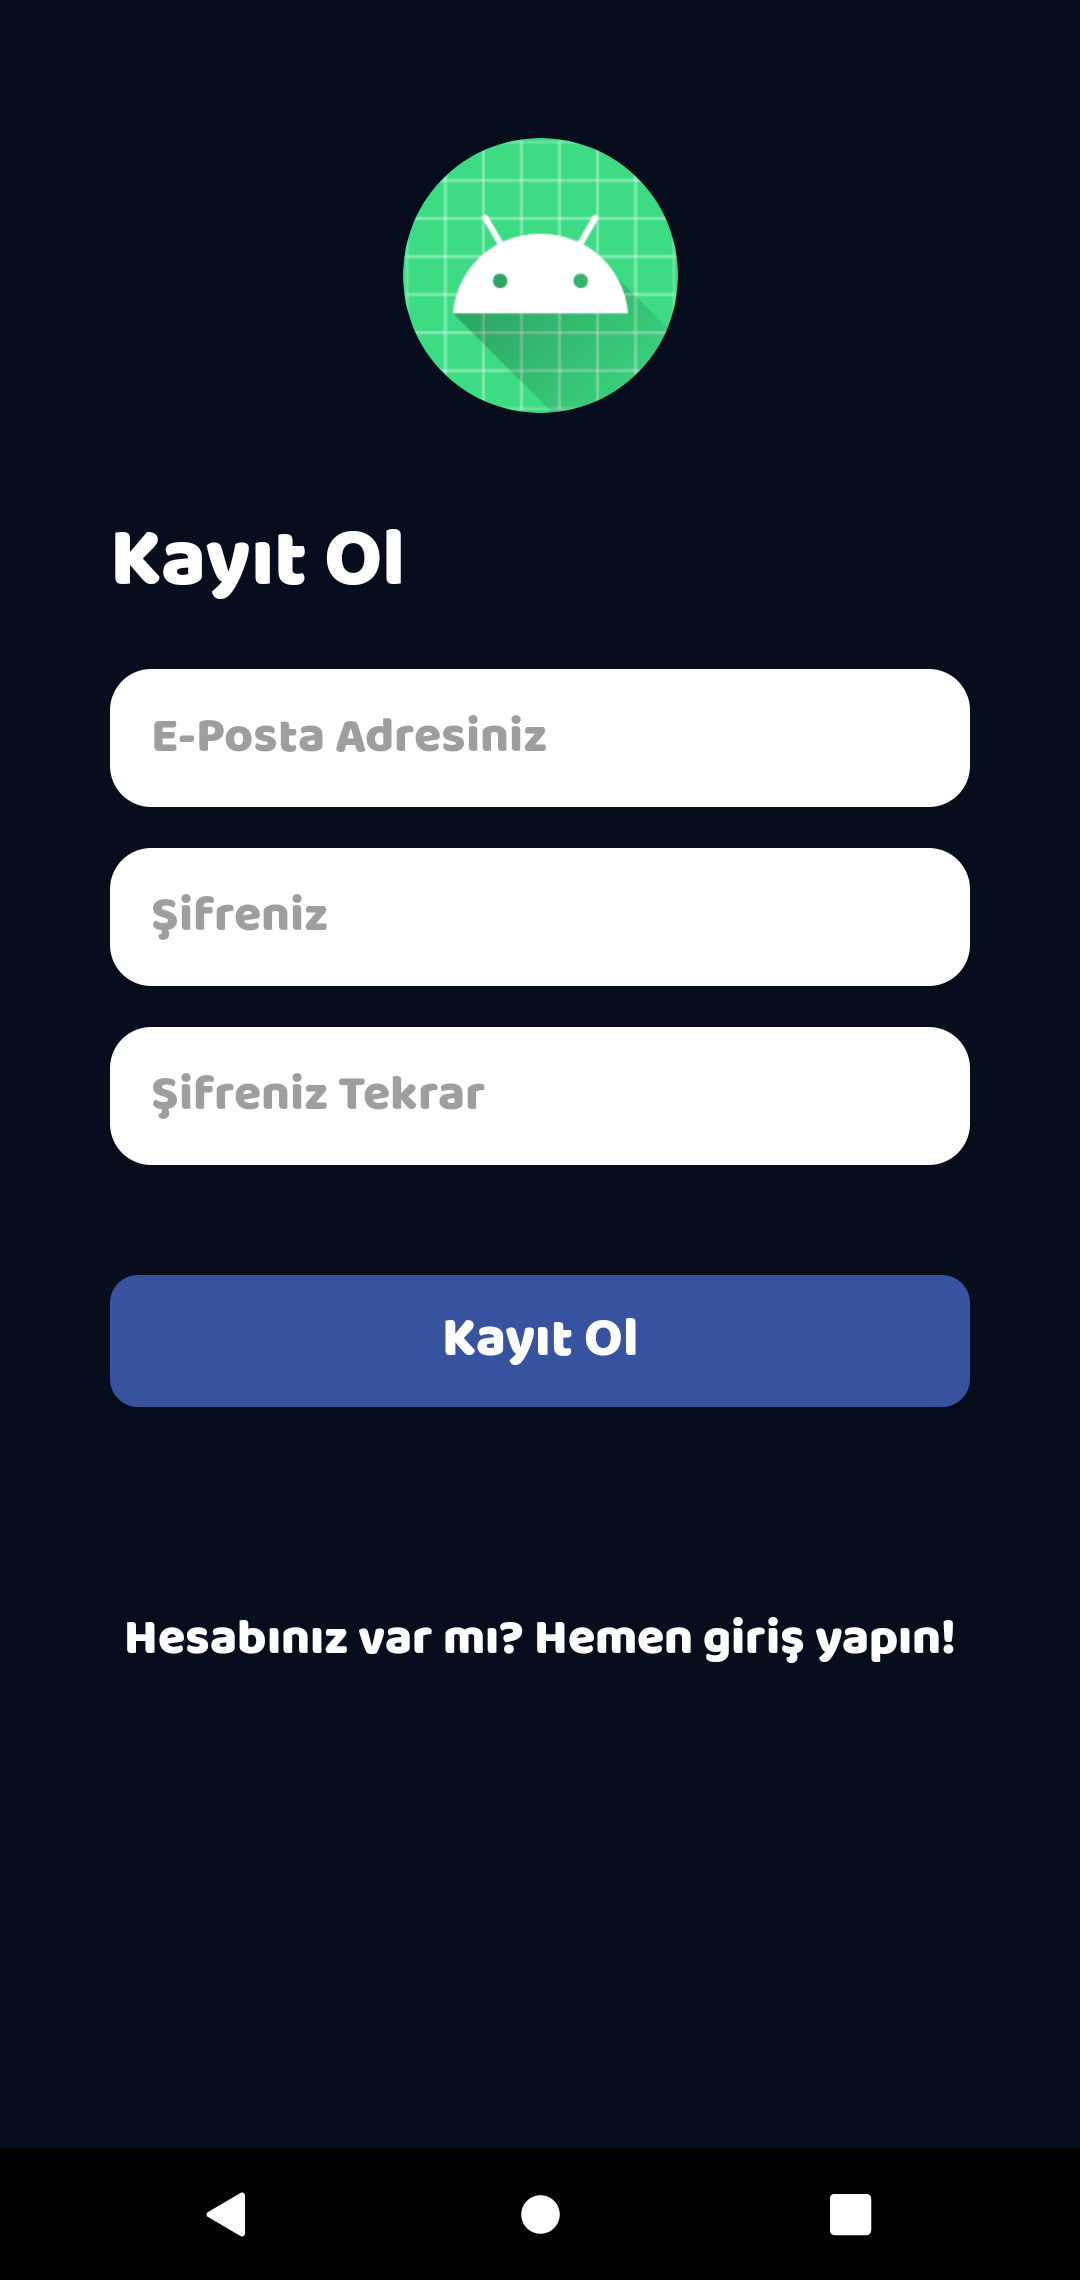 Kayıt Ol
E-Posta Adresiniz
Şifreniz
Şifreniz Tekrar
Kayıt Ol
Hesabınız var mı? Hemen giriş yapın!